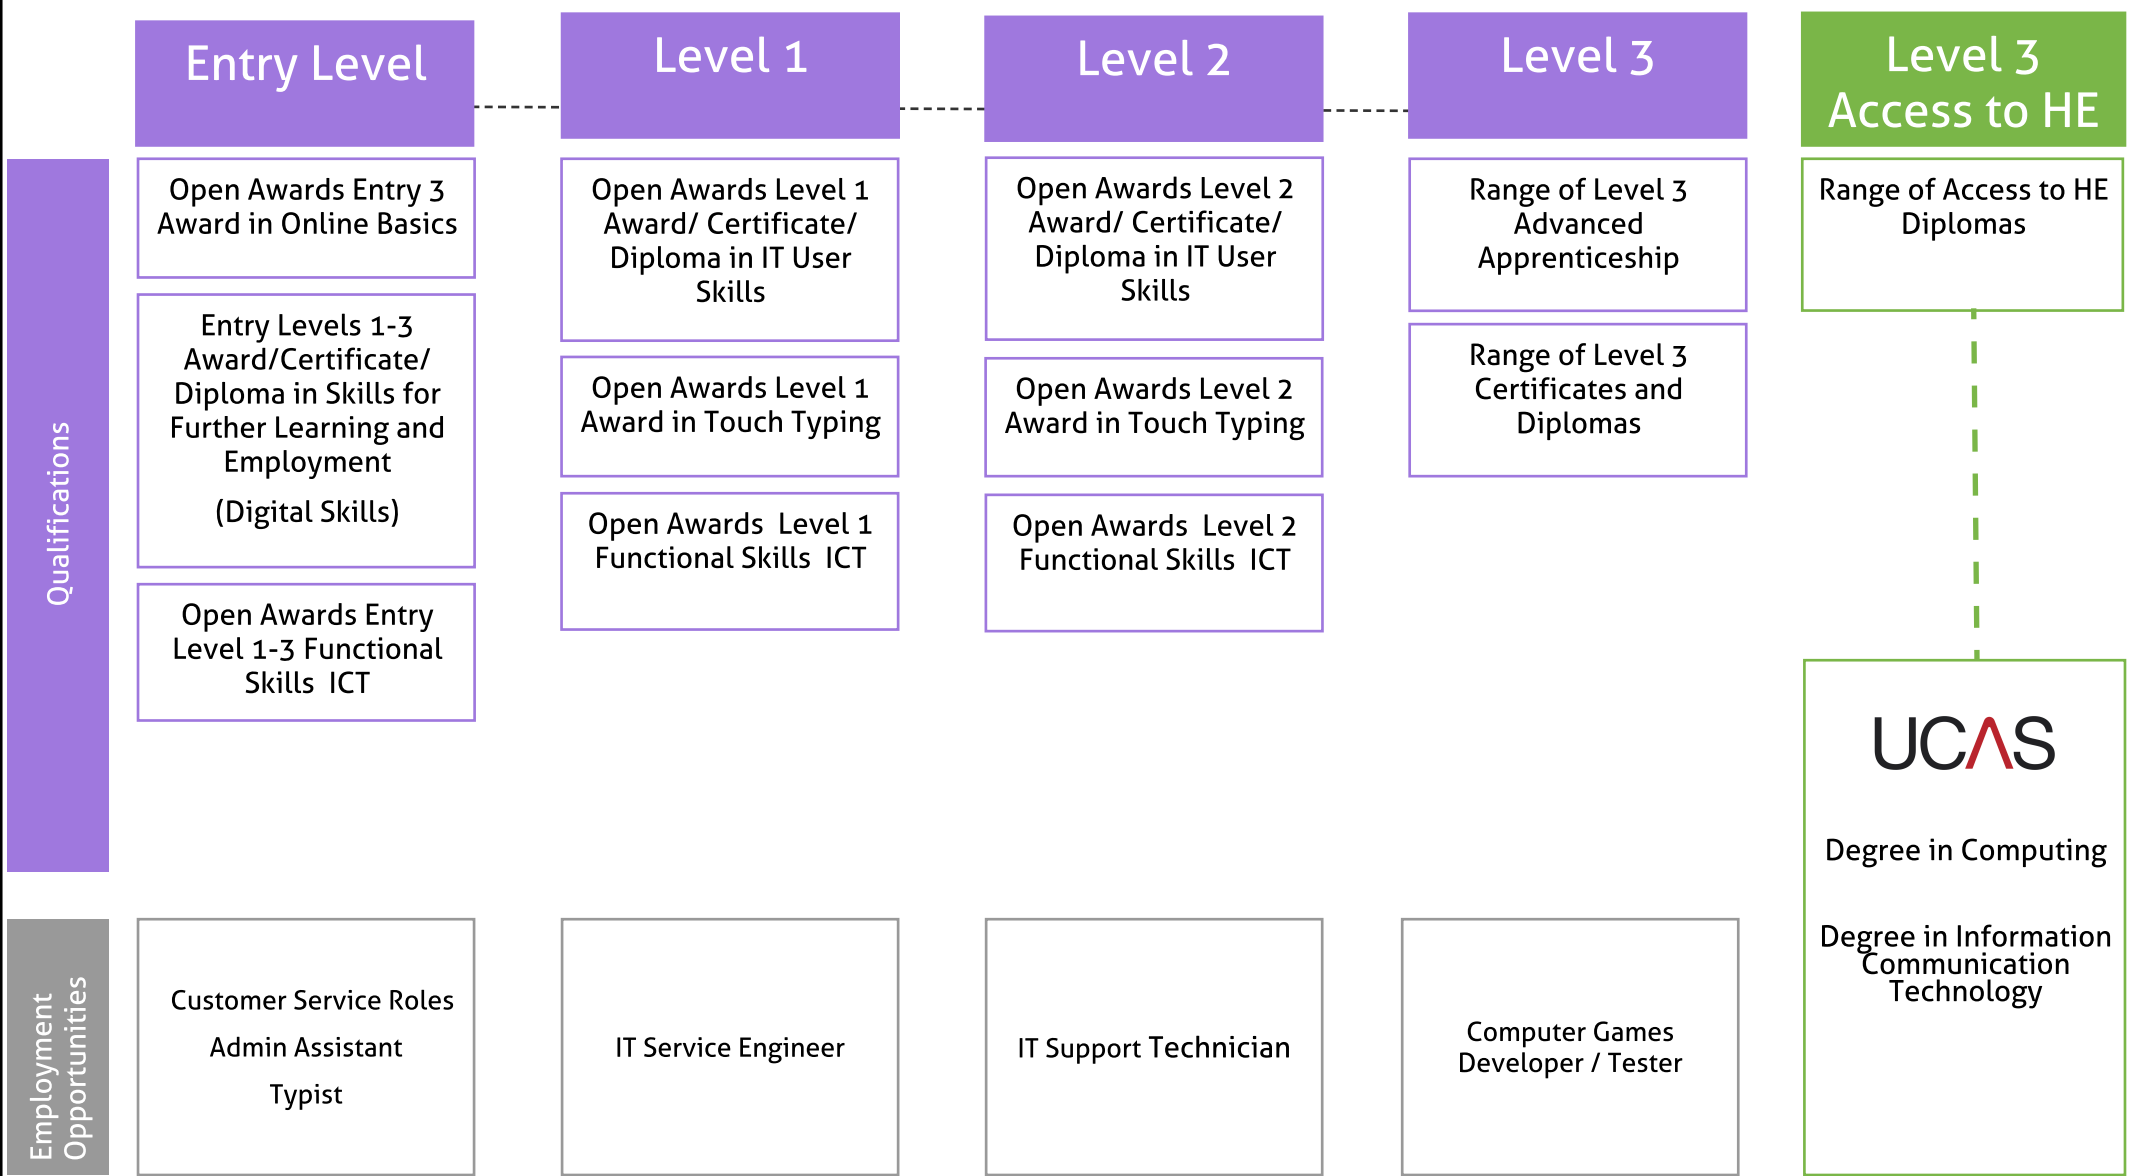 Entry Level
Level 1
Level 2
Level 3
Level 3
Access to HE
Qualifications
Open Awards Entry 3
Award in Online Basics
Entry Levels 1-3
Award/Certificate/
Diploma in Skills for
Further Learning and
Employment
(Digital Skills)
Open Awards Entry
Level 1-3 Functional
Skills ICT
Open Awards Level 1
Award/ Certificate/
Diploma in IT User
Skills
Open Awards Level 1
Award in Touch Typing
Open Awards Level 1
Functional Skills ICT
Open Awards Level 2
Award/ Certificate/
Diploma in IT User
Skills
Open Awards Level 2
Award in Touch Typing
Open Awards Level 2
Functional Skills ICT
Range of Level 3
Advanced
Apprenticeship
Range of Level 3
Certificates and
Diplomas
Range of Access to HE
Diplomas
UCAS
Degree in Computing
Degree in Information
Communication
Technology
Employment
Opportunities
Customer Service Roles
Admin Assistant
Typist
IT Service Engineer
IT Support Technician
Computer Games
Developer / Tester